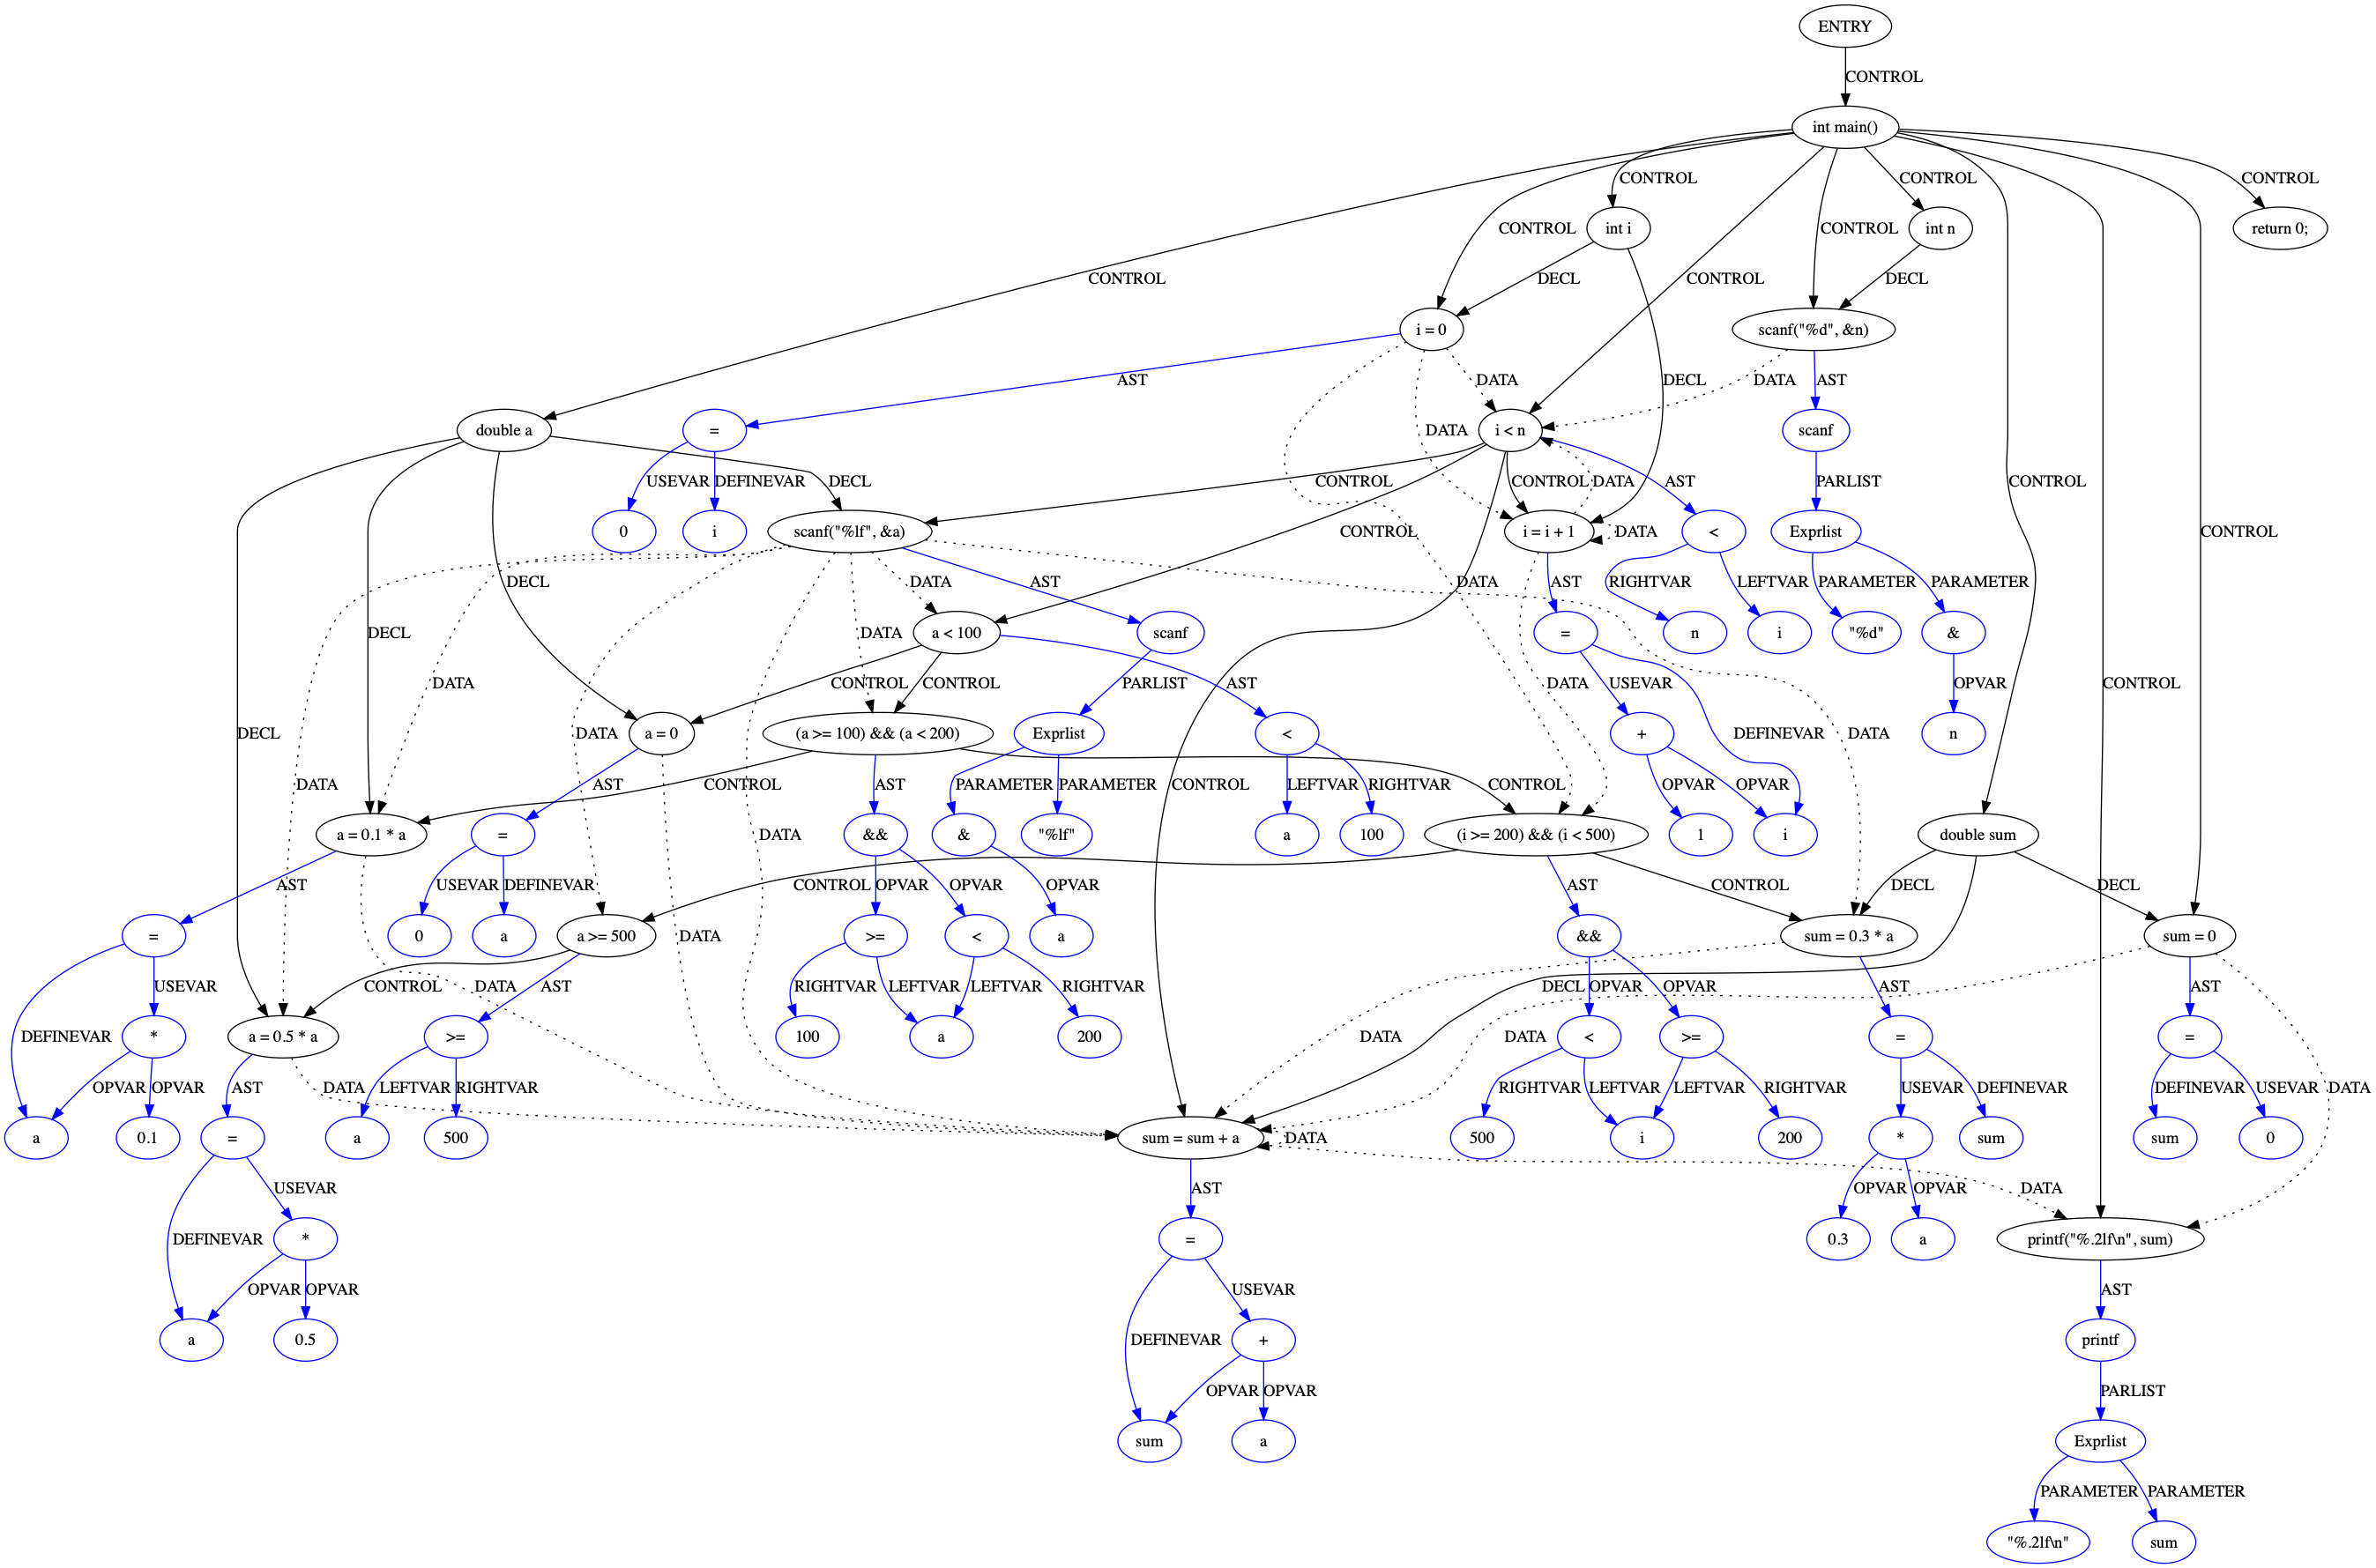 ENTRY
CONTROL
int main()
CONTROL CONTROL CONTROL
CONTROL CONTROL
int i int n return 0;
CONTROL DECL CONTROL DECL
i = 0 scanf("%d", &n)
AST DATA DECL DATA AST
double a = i < n scanf
USEVAR DEFINEVAR DECL CONTROL CONTROL DATA AST PARLIST CONTROL
0 i scanf("%lf", &a) CONTROL i = i + 1 DATA < Exprlist CONTROL
DECL DATA AST DATA AST RIGHTVAR LEFTVAR PARAMETER PARAMETER
DECL DATA a < 100 scanf = n i "%d" &
DATA CONTROL CONTROL PARLIST AST DATA USEVAR OPVAR CONTROL
DECL DATA a = 0 (a >= 100) && (a < 200) Exprlist < + DEFINEVAR DATA n
DATA AST CONTROL AST PARAMETER PARAMETER CONTROL LEFTVAR RIGHTVAR CONTROL OPVAR OPVAR
a = 0.1 * a = DATA && & "%lf" a 100 (i >= 200) && (i < 500) 1 i double sum
AST USEVAR DEFINEVAR CONTROL OPVAR OPVAR OPVAR AST CONTROL DECL DECL
= 0 a a >= 500 DATA >= < a && sum = 0.3 * a sum = 0
DEFINEVAR USEVAR CONTROL DATA AST RIGHTVAR LEFTVAR LEFTVAR RIGHTVAR DATA DECL OPVAR OPVAR AST AST
* a = 0.5 * a >= 100 a 200 DATA < >= = =
OPVAR OPVAR AST DATA LEFTVAR RIGHTVAR RIGHTVAR LEFTVAR LEFTVAR RIGHTVAR USEVAR DEFINEVAR DEFINEVAR USEVAR DATA
a 0.1 = a 500 sum = sum + a DATA 500 i 200 * sum sum 0
DEFINEVAR USEVAR AST OPVAR OPVAR DATA
* = 0.3 a printf("%.2lf\n", sum)
OPVAR OPVAR DEFINEVAR USEVAR AST
a 0.5 + printf
OPVAR OPVAR PARLIST
sum a Exprlist
PARAMETER PARAMETER
"%.2lf\n" sum